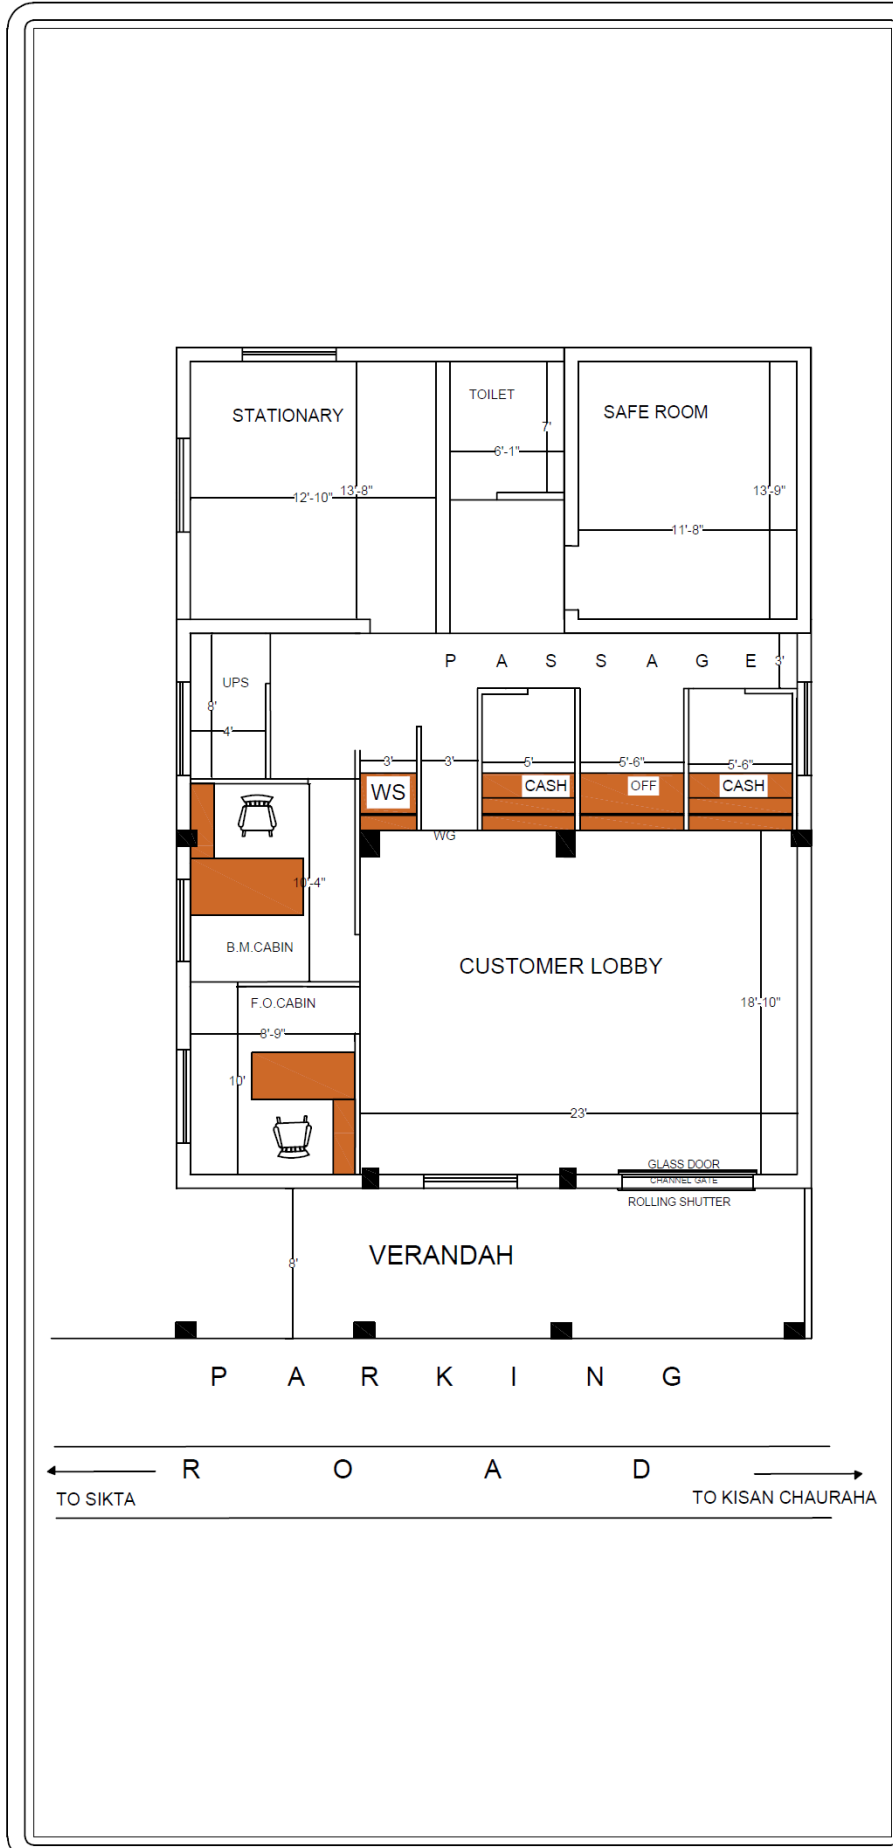 STATIONARY
TOILET
SAFE ROOM
7'
6'-1"
12'-10"
13'-8"
13'-9"
11'-8"
P A S S A G E
3'
UPS
8'
4'
3'
3'
5'
5'-6"
5'-6"
WS
CASH
OFF
CASH
WG
10'-4"
B.M.CABIN
CUSTOMER LOBBY
F.O.CABIN
18'-10"
8'-9"
10'
23'
GLASS DOOR
CHANNEL GATE
ROLLING SHUTTER
VERANDAH
8'
P A R K I N G
R O A D
TO SIKTA
TO KISAN CHAURAHA